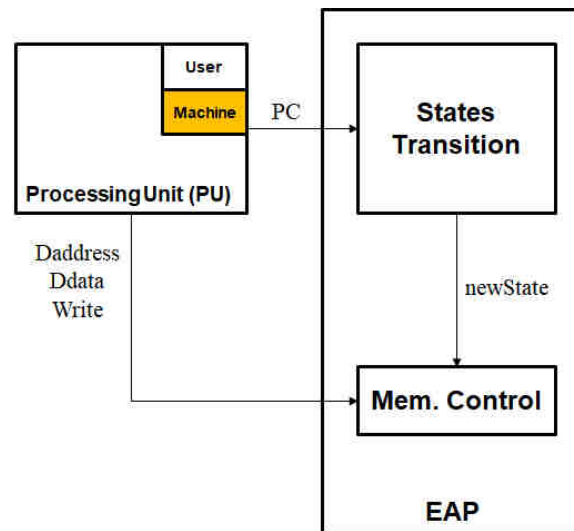 User
Machine
PC
States
Transition
Processing Unit (PU)
Daddress
Ddata
Write
newState
Mem. Control
EAP